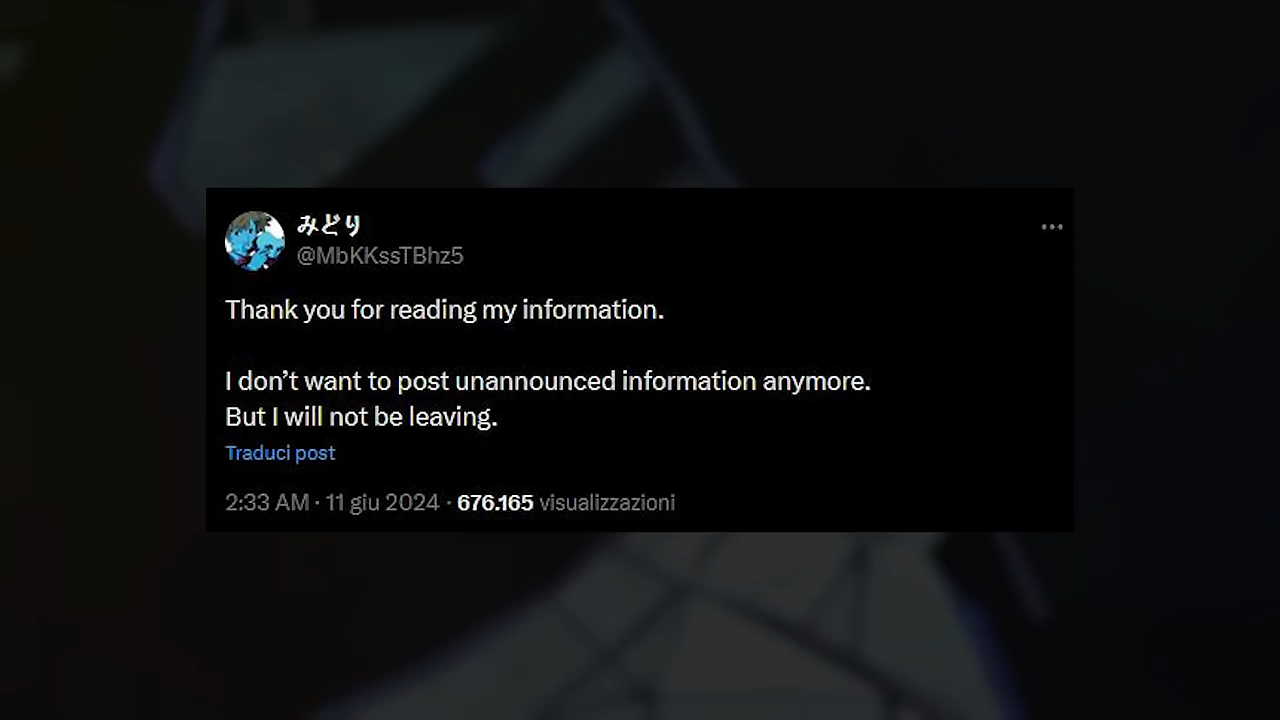 みどり
@MbKKssTBhz5
Thank you for reading my information.
I don’t want to post unannounced information anymore.
But I will not be leaving.
Traduci post
2:33 AM · 11 giu 2024 · 676.165 visualizzazioni